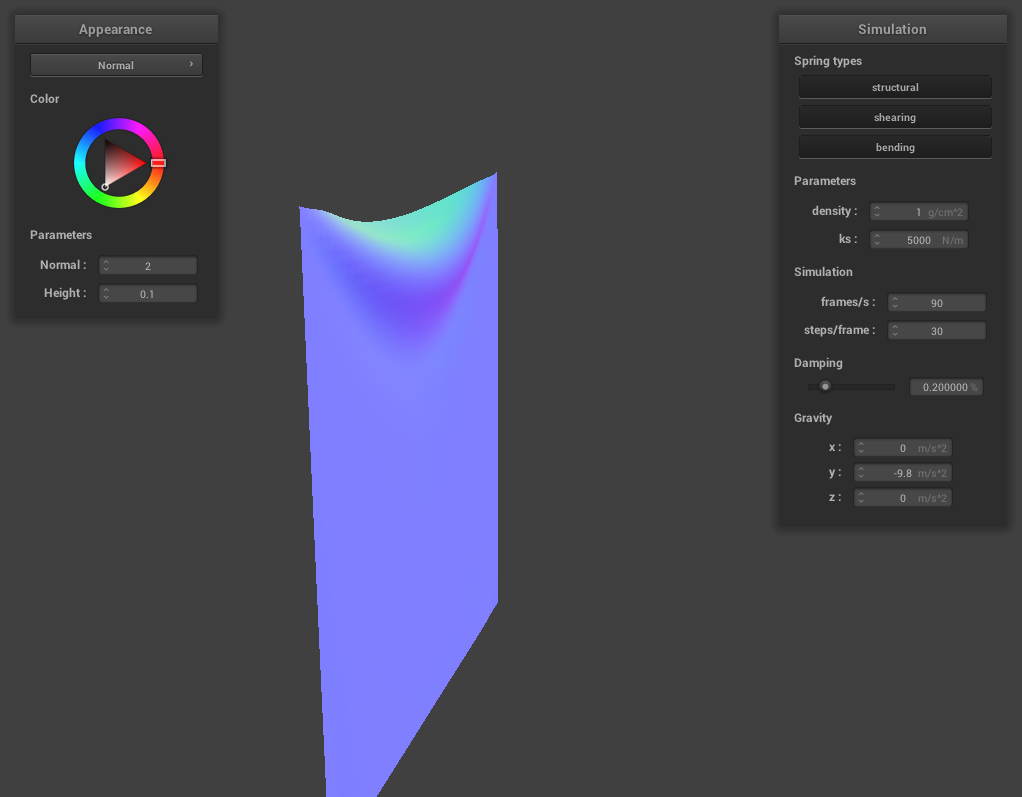 Appearance
Normal
Color
Parameters
Normal : 2
Height : 0.1
Simulation
Spring types
structural
shearing
bending
Parameters
density : 1 g/cm^2
ks : 5000 N/m
Simulation
frames/s : 90
steps/frame : 30
Damping
0.200000 %
Gravity
x : 0 m/s^2
y : -9.8 m/s^2
z : 0 m/s^2